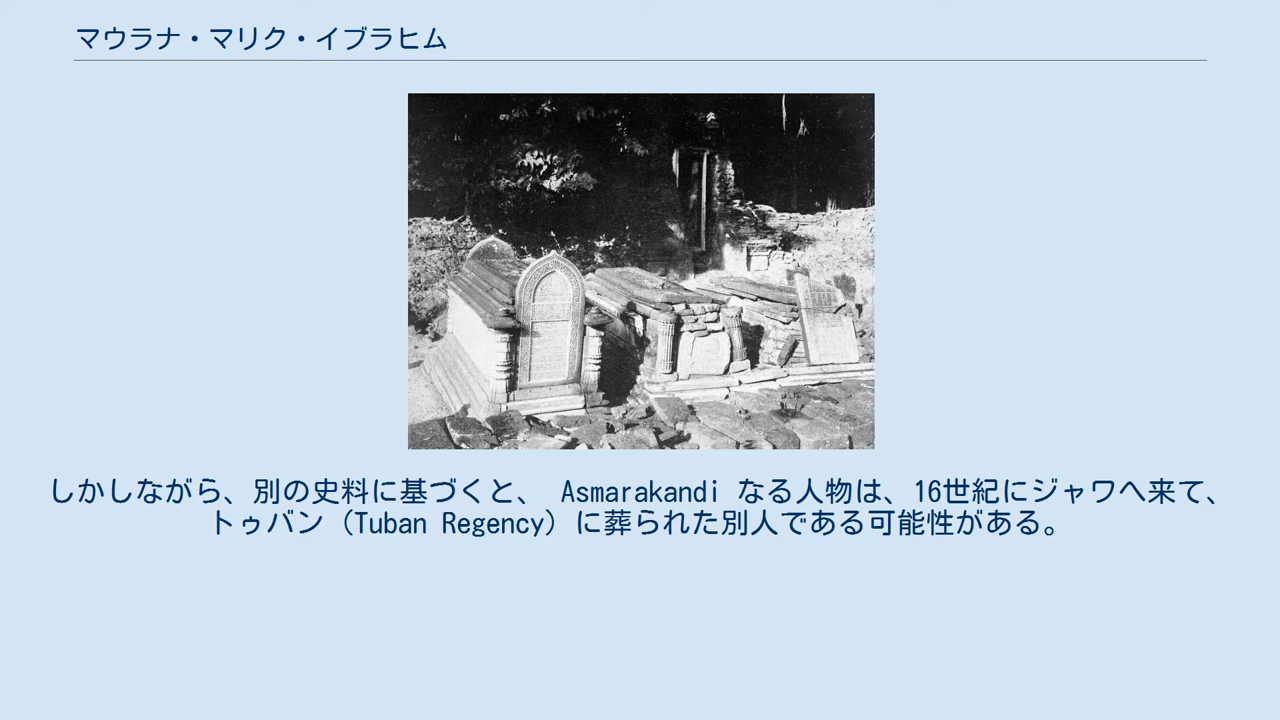 マウラナ・マリク・イブラヒム
しかしながら、別の史料に基づくと、 Asmarakandi なる人物は、16世紀にジャワへ来て、
トゥバン（Tuban Regency）に葬られた別人である可能性がある。